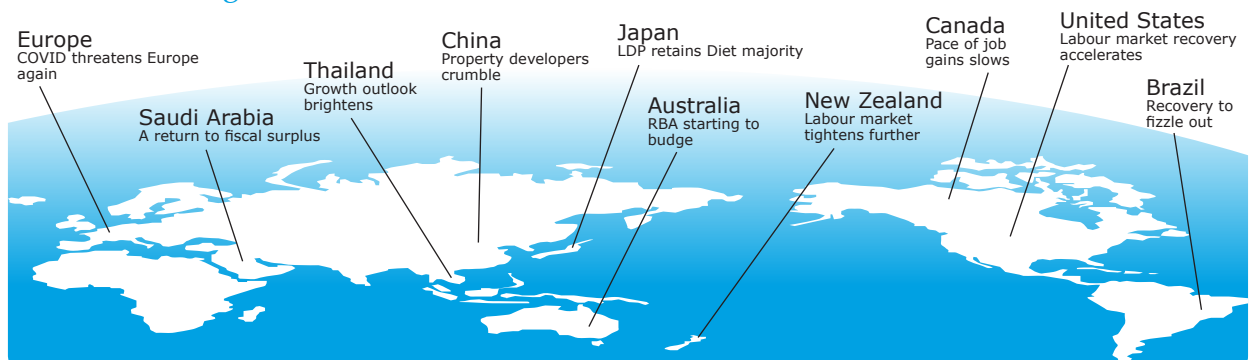 Europe
COVID threatens Europe
again
Saudi Arabia
A return to fiscal surplus
Thailand
Growth outlook
brightens
China
Property developers
crumble
Japan
LDP retains Diet majority
Australia
RBA starting to
budge
New Zealand
Labour market
tightens further
Canada
Pace of job
gains slows
United States
Labour market recovery
accelerates
Brazil
Recovery to
fizzle out